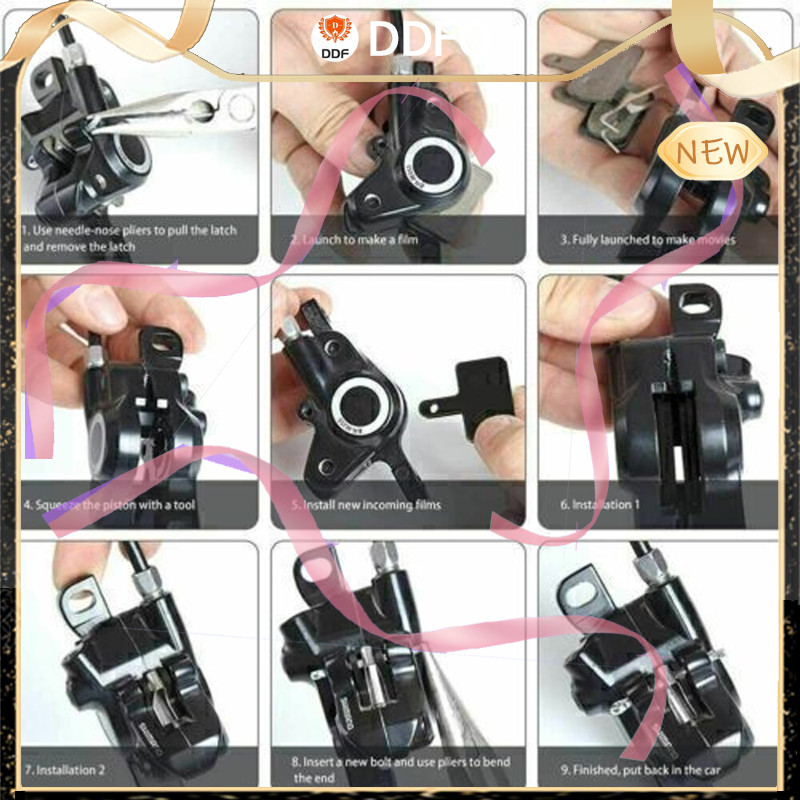 DDF
DDF
NEW
1. Use needle-nose pliers to pull the latch
and remove the latch
2. Launch to make a film
3. Fully launched to make movies
4. Squeeze the piston with a tool
5. Install new incoming films
6. Installation 1
7. Installation 2
8. Insert a new bolt and use pliers to bend
the end
9. Finished, put back in the car